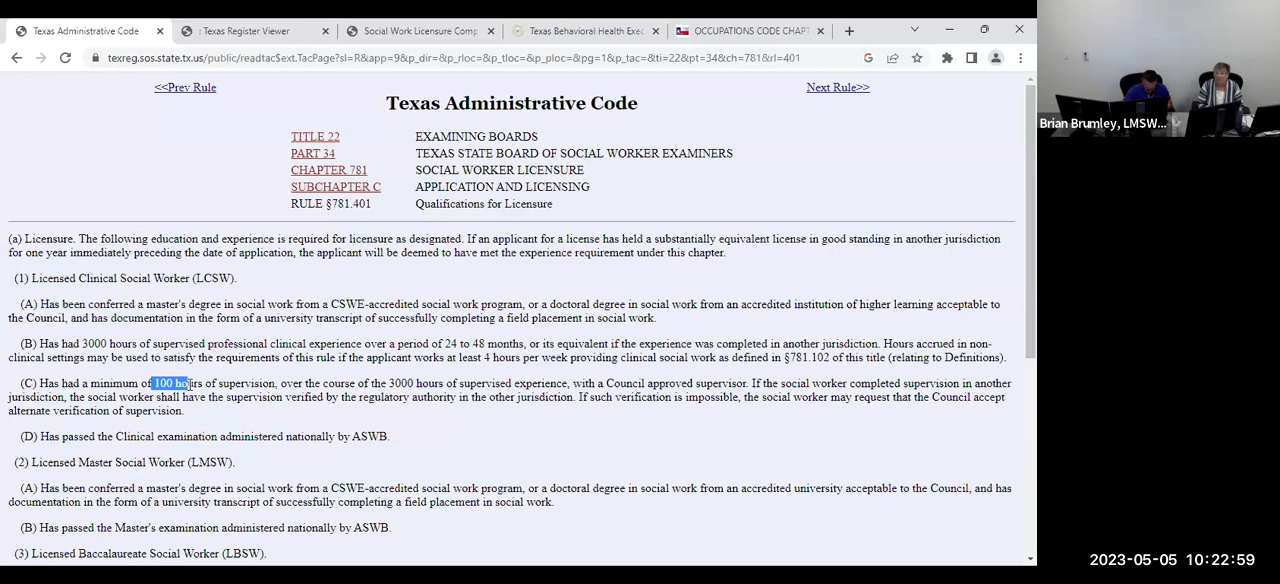 Texas Administrative Code
: Texas Register Viewer
Social Work Licensure Comp
Texas Behavioral Health Exec
OCCUPATIONS CODE CHAPT
texreg.sos.state.tx.us/public/readtac$ext.TacPage?sl=R&app=9&p_dir=&p_rloc=&p_tloc=&p_ploc=&pg=1&p_tac=&ti=22&pt=34&ch=781&rl=401
<<Prev Rule
Next Rule>>
Texas Administrative Code
TITLE 22 EXAMINING BOARDS
PART 34 TEXAS STATE BOARD OF SOCIAL WORKER EXAMINERS
CHAPTER 781 SOCIAL WORKER LICENSURE
SUBCHAPTER C APPLICATION AND LICENSING
RULE §781.401 Qualifications for Licensure
(a) Licensure. The following education and experience is required for licensure as designated. If an applicant for a license has held a substantially equivalent license in good standing in another jurisdiction
for one year immediately preceding the date of application, the applicant will be deemed to have met the experience requirement under this chapter.
(1) Licensed Clinical Social Worker (LCSW).
(A) Has been conferred a master's degree in social work from a CSWE-accredited social work program, or a doctoral degree in social work from an accredited institution of higher learning acceptable to
the Council, and has documentation in the form of a university transcript of successfully completing a field placement in social work.
(B) Has had 3000 hours of supervised professional clinical experience over a period of 24 to 48 months, or its equivalent if the experience was completed in another jurisdiction. Hours accrued in non-
clinical settings may be used to satisfy the requirements of this rule if the applicant works at least 4 hours per week providing clinical social work as defined in §781.102 of this title (relating to Definitions).
(C) Has had a minimum of 100 hours of supervision, over the course of the 3000 hours of supervised experience, with a Council approved supervisor. If the social worker completed supervision in another
jurisdiction, the social worker shall have the supervision verified by the regulatory authority in the other jurisdiction. If such verification is impossible, the social worker may request that the Council accept
alternate verification of supervision.
(D) Has passed the Clinical examination administered nationally by ASWB.
(2) Licensed Master Social Worker (LMSW).
(A) Has been conferred a master's degree in social work from a CSWE-accredited social work program, or a doctoral degree in social work from an accredited university acceptable to the Council, and has
documentation in the form of a university transcript of successfully completing a field placement in social work.
(B) Has passed the Master's examination administered nationally by ASWB.
(3) Licensed Baccalaureate Social Worker (LBSW).
Brian Brumley, LMSW...
2023-05-05 10:22:59